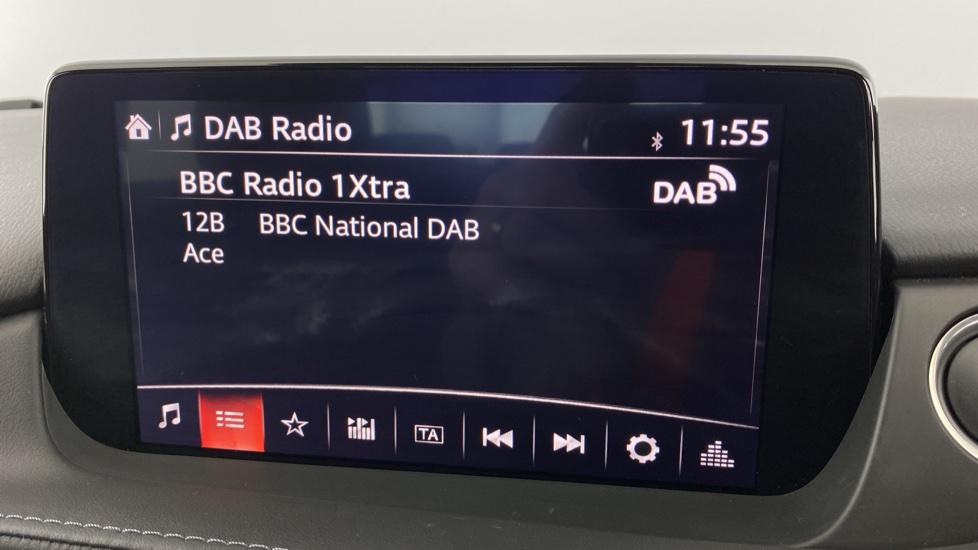 DAB Radio 11:55
BBC Radio 1Xtra DAB
12B BBC National DAB
Ace
TA